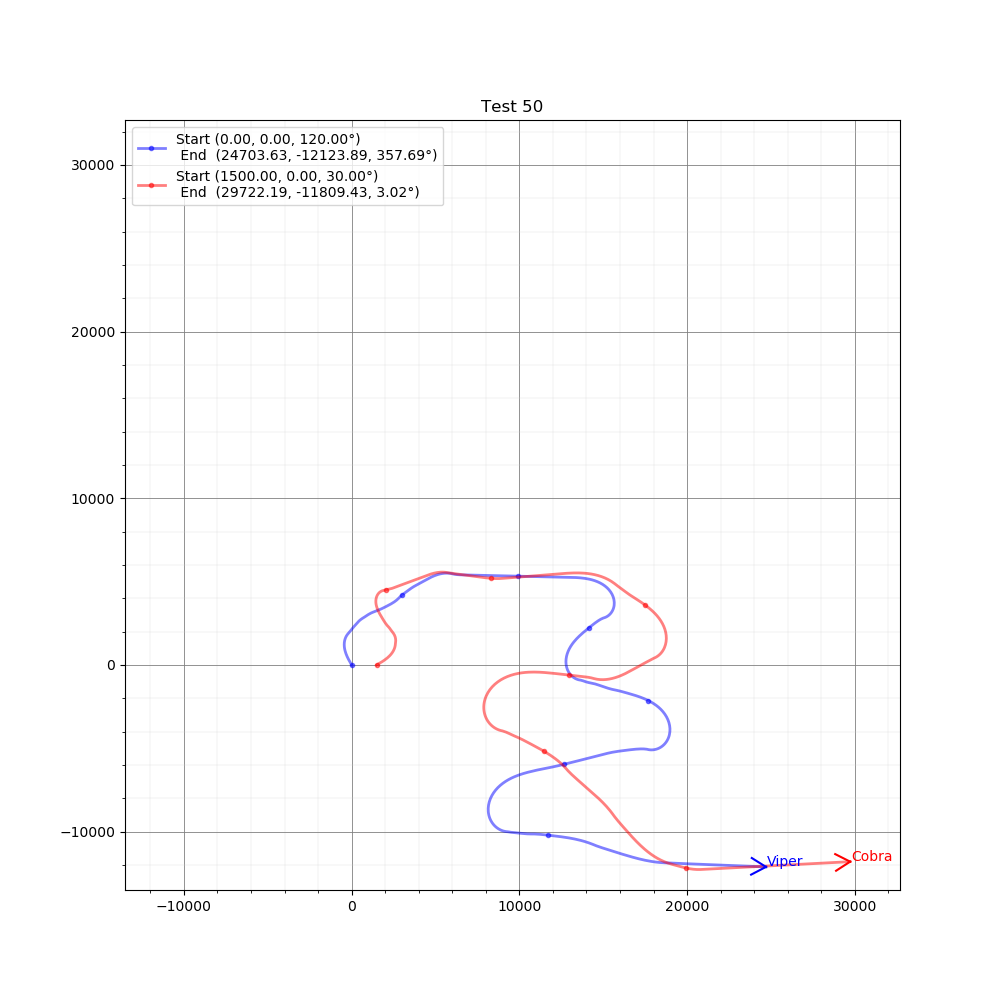 Test 50
Start (0.00, 0.00, 120.00°)
End (24703.63, -12123.89, 357.69°)
Start (1500.00, 0.00, 30.00°)
End (29722.19, -11809.43, 3.02°)
30000
20000
10000
0
−10000
Viper
Cobra
−10000
0
10000
20000
30000